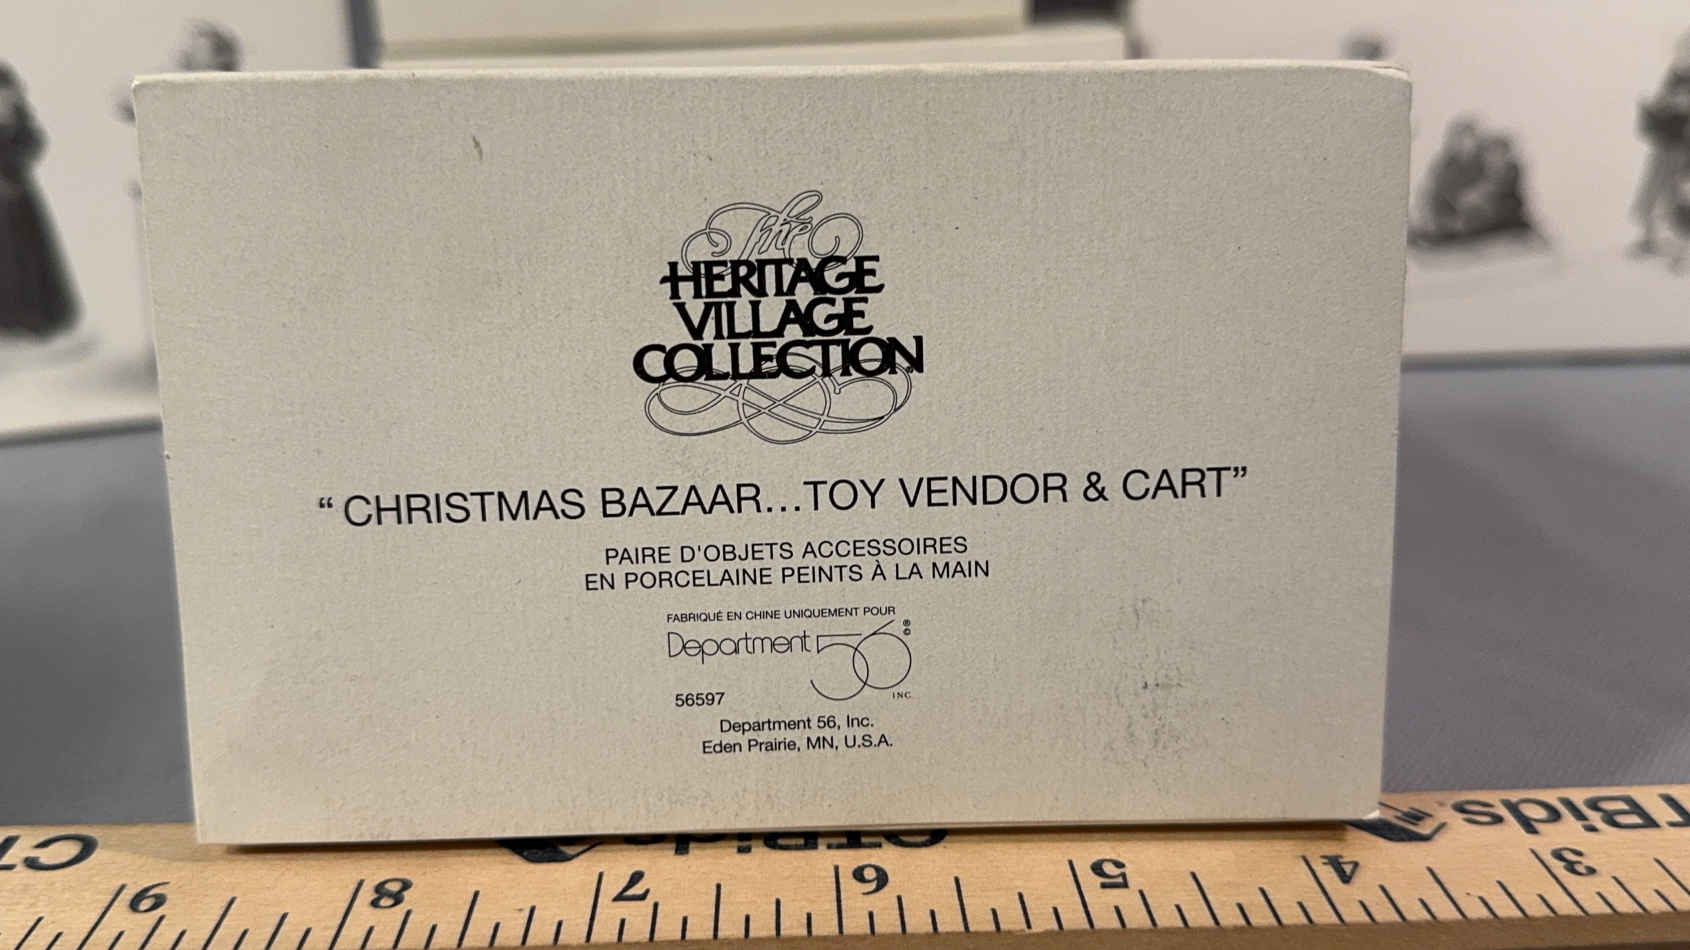 The
HERITAGE
VILLAGE
COLLECTION
“CHRISTMAS BAZAAR...TOY VENDOR & CART”
PAIRE D'OBJETS ACCESSOIRES
EN PORCELAINE PEINTS À LA MAIN
FABRIQUÉ EN CHINE UNIQUEMENT POUR
Department 56 ® ©
INC.
56597
Department 56, Inc.
Eden Prairie, MN, U.S.A.
CTBids CTBids
9 8 7 6 5 4 3